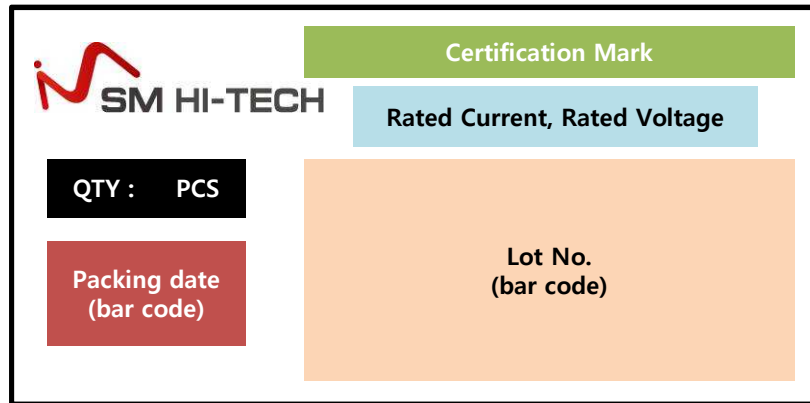 SM HI-TECH
Certification Mark
Rated Current, Rated Voltage
QTY : PCS
Packing date
(bar code)
Lot No.
(bar code)